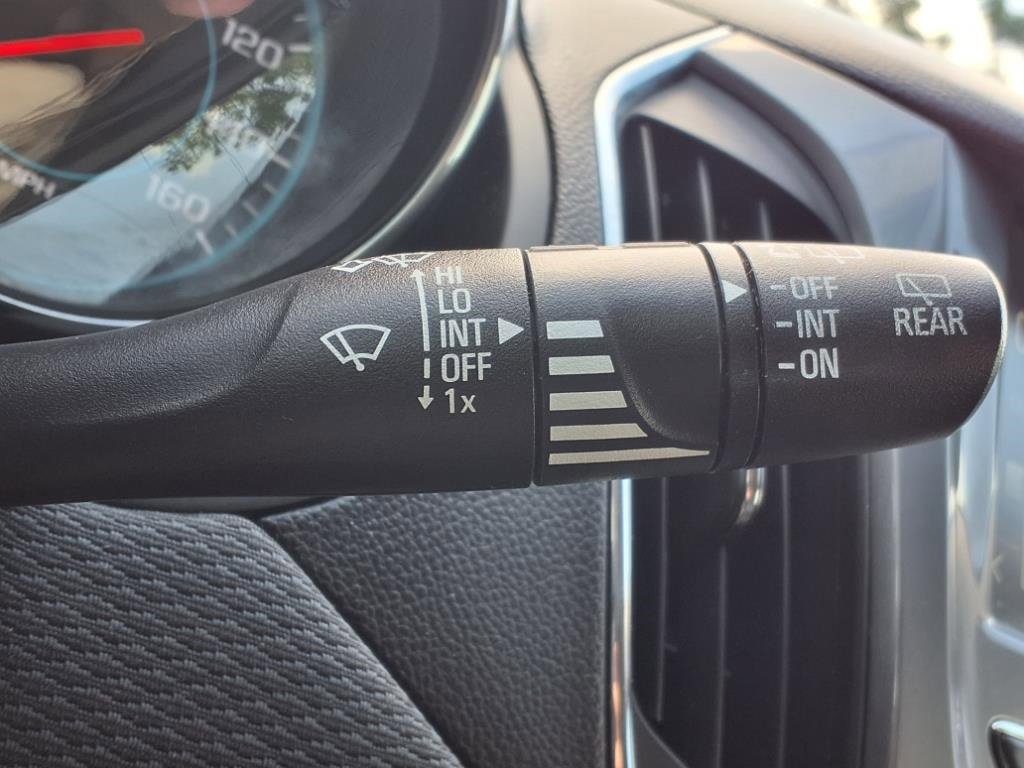 120
MPH
160
HI
LO
INT
OFF
1x
-OFF
-INT
-ON
REAR